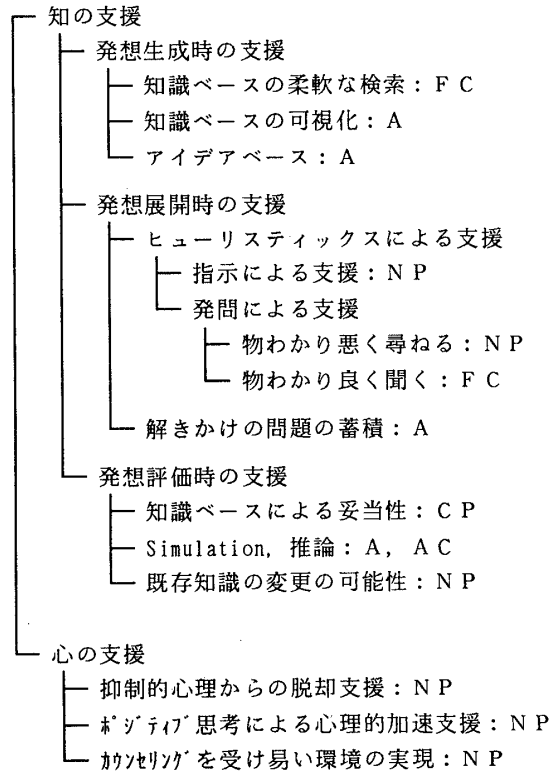 知の支援
発想生成時の支援
知識ベースの柔軟な検索：ＦＣ
知識ベースの可視化：Ａ
アイデアベース：Ａ
発想展開時の支援
ヒューリスティックスによる支援
指示による支援：ＮＰ
発問による支援
物わかり悪く尋ねる：ＮＰ
物わかり良く聞く：ＦＣ
解きかけの問題の蓄積：Ａ
発想評価時の支援
知識ベースによる妥当性：ＣＰ
Simulation, 推論：Ａ，ＡＣ
既存知識の変更の可能性：ＮＰ
心の支援
抑制的心理からの脱却支援：ＮＰ
ﾎﾟｼﾞﾃｨﾌﾞ思考による心理的加速支援：ＮＰ
ｶｳﾝｾﾘﾝｸﾞを受け易い環境の実現：ＮＰ